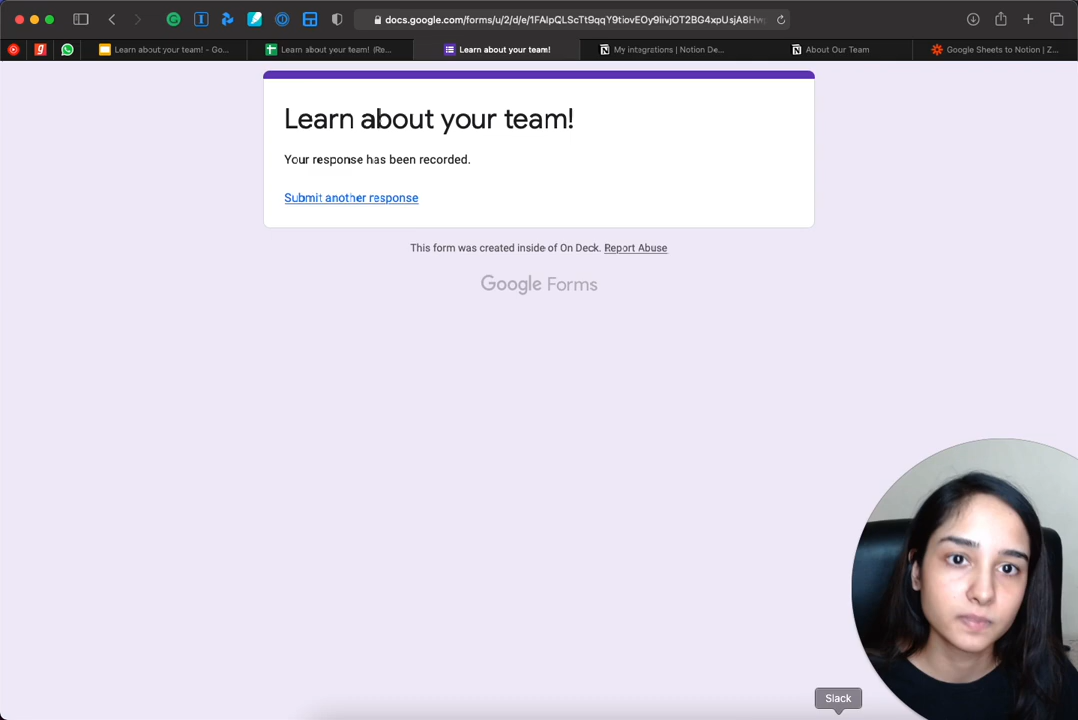 docs.google.com/forms/u/2/d/e/1FAIpQLScTt9qqY9tiovEOy9IivjOT2BG4xpUsjA8Hw
Learn about your team! - Go...
Learn about your team! (Re...
Learn about your team!
My integrations | Notion De...
About Our Team
Google Sheets to Notion | Z...
Learn about your team!
Your response has been recorded.
Submit another response
This form was created inside of On Deck. Report Abuse
Google Forms
Slack